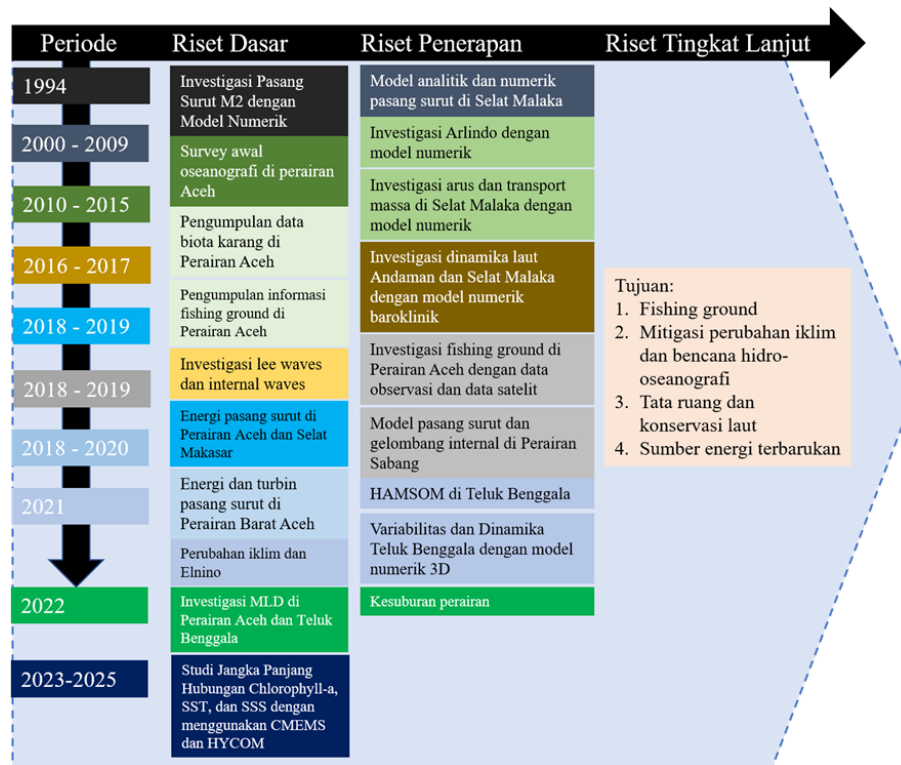 Periode
Riset Dasar
Riset Penerapan
Riset Tingkat Lanjut
1994
2000 - 2009
2010 - 2015
2016 - 2017
2018 - 2019
2018 - 2019
2018 - 2020
2021
2022
2023-2025
Investigasi Pasang
Surut M2 dengan
Model Numerik
Survey awal
oseanografi di perairan
Aceh
Pengumpulan data
biota karang di
Perairan Aceh
Pengumpulan informasi
fishing ground di
Perairan Aceh
Investigasi lee waves
dan internal waves
Energi pasang surut di
Perairan Aceh dan Selat
Makasar
Energi dan turbin
pasang surut di
Perairan Barat Aceh
Perubahan iklim dan
Elnino
Investigasi MLD di
Perairan Aceh dan Teluk
Benggala
Studi Jangka Panjang
Hubungan Chlorophyll-a,
SST, dan SSS dengan
menggunakan CMEMS
dan HYCOM
Model analitik dan numerik
pasang surut di Selat Malaka
Investigasi Arlindo dengan
model numerik
Investigasi arus dan transport
massa di Selat Malaka dengan
model numerik
Investigasi dinamika laut
Andaman dan Selat Malaka
dengan model numerik
baroklinik
Investigasi fishing ground di
Perairan Aceh dengan data
observasi dan data satelit
Model pasang surut dan
gelombang internal di Perairan
Sabang
HAMSOM di Teluk Benggala
Variabilitas dan Dinamika
Teluk Benggala dengan model
numerik 3D
Kesuburan perairan
Tujuan:
1. Fishing ground
2. Mitigasi perubahan iklim
dan bencana hidro-
oseanografi
3. Tata ruang dan
konservasi laut
4. Sumber energi terbarukan